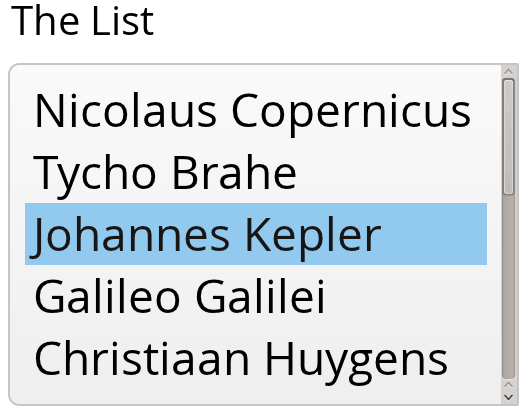 The List
Nicolaus Copernicus
Tycho Brahe
Johannes Kepler
Galileo Galilei
Christiaan Huygens